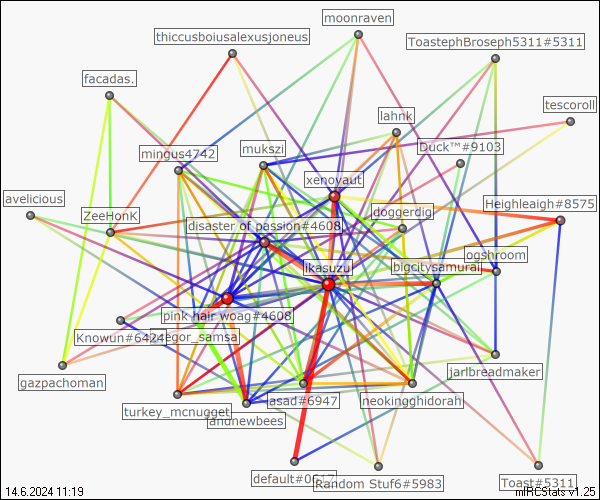 moonraven
thiccusboiusalexusjoneus
ToastephBroseph5311#5311
facadas.
tescoroll
lahnk
Duck™#9103
mukszi
mingus4742
xenovaut
avelicious
Heighleaigh#8575
ZeeHonK
doggerdig
disaster of passion#4608
ogshroom
ikasuzu
bigcitysamurai
pink hair woag#4608
Knowun#6424
gregor_samsa
jarlbreadmaker
gazpachoman
asad#6947
neokingghidorah
turkey_mcnugget
andnewbees
default#0617
Random Stuf6#5983
Toast#5311
14.6.2024 11:19
mIRCStats v1.25